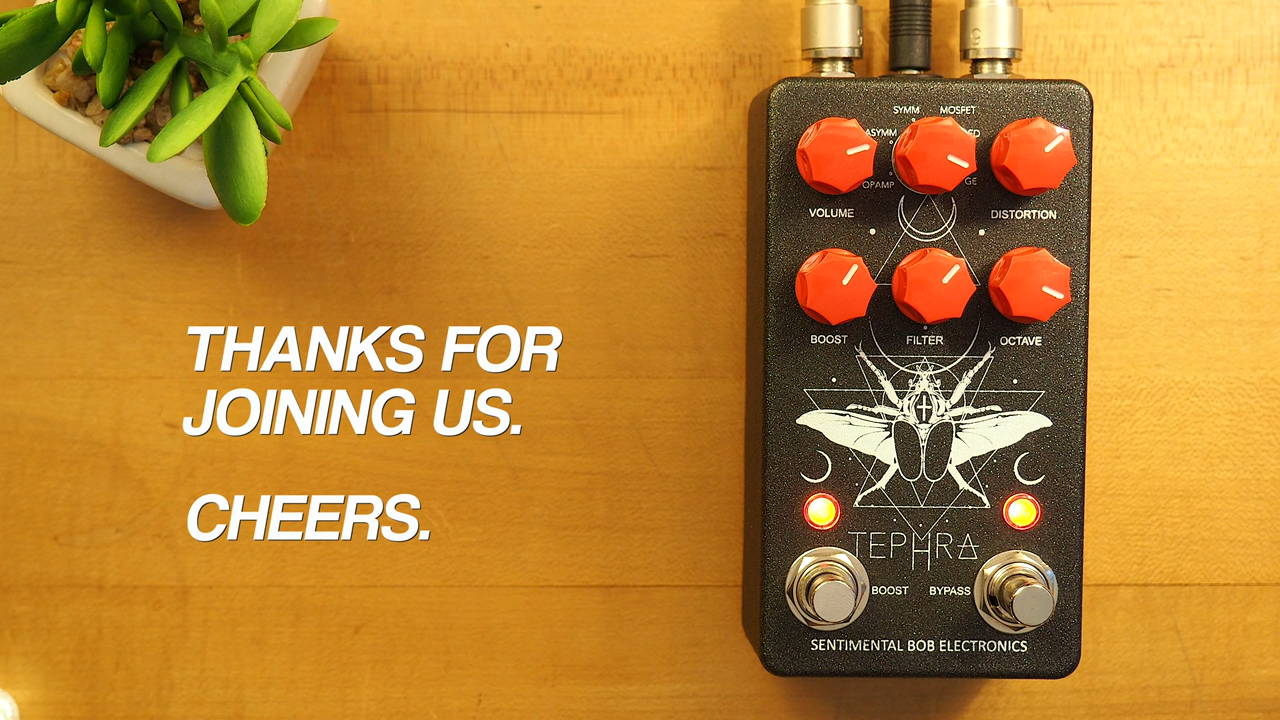 THANKS FOR
JOINING US.
CHEERS.
SYMM MOSFET
ASYMM
OPAMP
VOLUME
DISTORTION
BOOST
FILTER
OCTAVE
TEPHRA
BOOST
BYPASS
SENTIMENTAL BOB ELECTRONICS